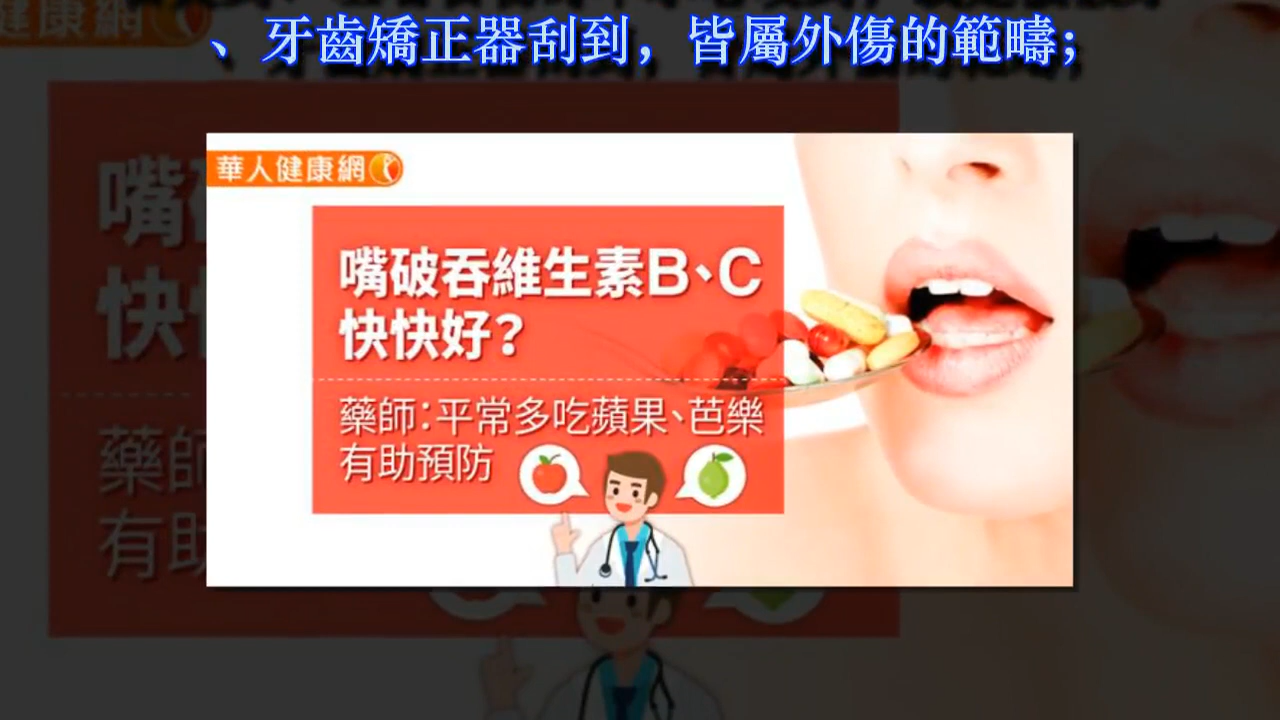 、牙齒矯正器刮到，皆屬外傷的範疇；
華人健康網
嘴破吞維生素B、C
快快好？
藥師：平常多吃蘋果、芭樂
有助預防